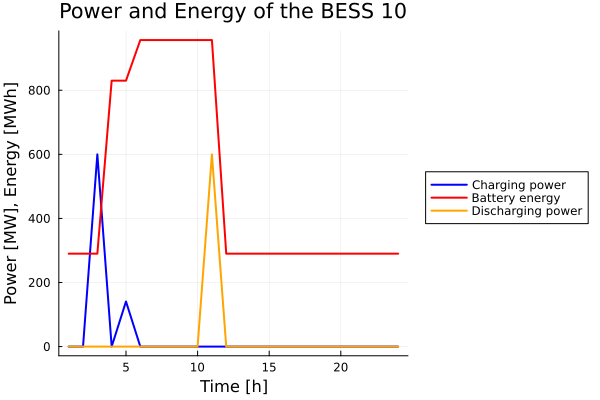 Power and Energy of the BESS 10
Power [MW], Energy [MWh]
800
600
400
200
0
5
10
15
20
Time [h]
Charging power
Battery energy
Discharging power